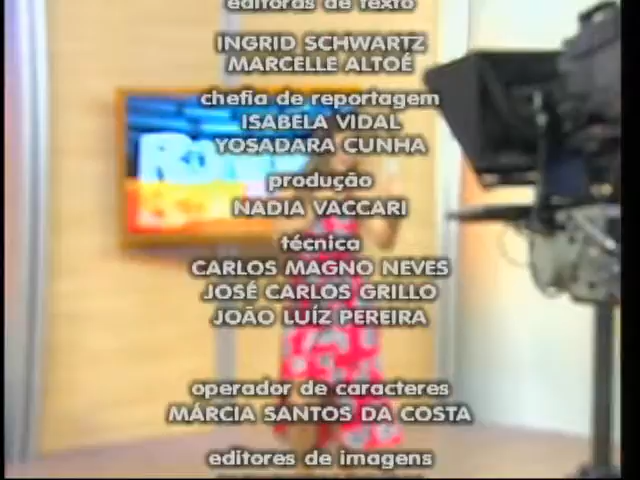 editoras de texto
INGRID SCHWARTZ
MARCELLE ALTOÉ
chefia de reportagem
ISABELA VIDAL
YOSADARA CUNHA
produção
NADIA VACCARI
técnica
CARLOS MAGNO NEVES
JOSÉ CARLOS GRILLO
JOÃO LUÍZ PEREIRA
operador de caracteres
MÁRCIA SANTOS DA COSTA
editores de imagens